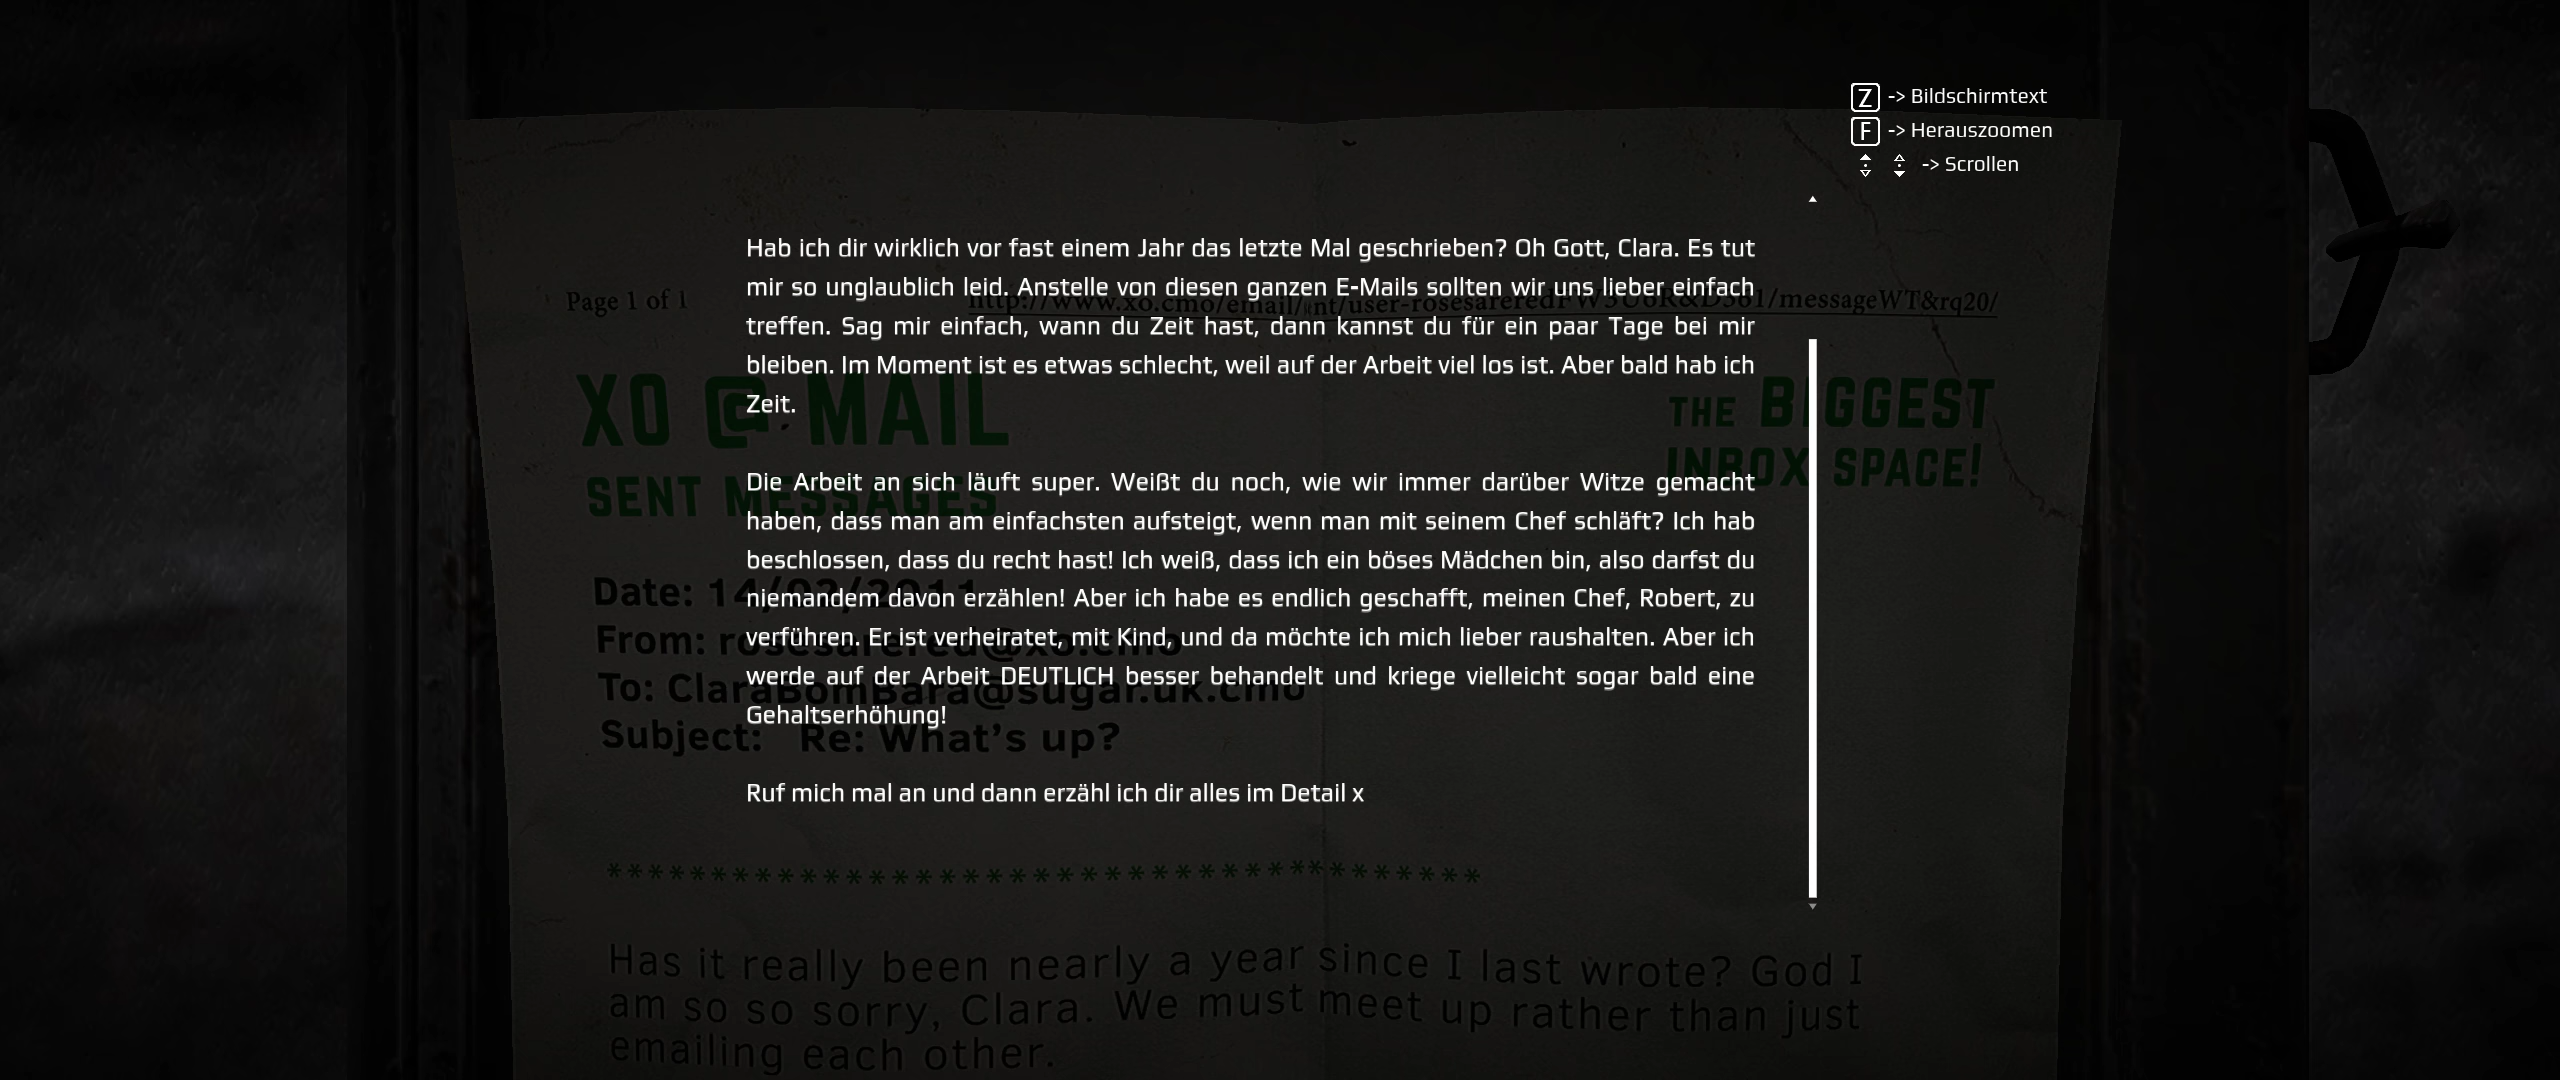 Z -> Bildschirmtext
F -> Herauszoomen
-> Scrollen
Hab ich dir wirklich vor fast einem Jahr das letzte Mal geschrieben? Oh Gott, Clara. Es tut
mir so unglaublich leid. Anstelle von diesen ganzen E-Mails sollten wir uns lieber einfach
treffen. Sag mir einfach, wann du Zeit hast, dann kannst du für ein paar Tage bei mir
bleiben. Im Moment ist es etwas schlecht, weil auf der Arbeit viel los ist. Aber bald hab ich
Zeit.
Die Arbeit an sich läuft super. Weißt du noch, wie wir immer darüber Witze gemacht
haben, dass man am einfachsten aufsteigt, wenn man mit seinem Chef schläft? Ich hab
beschlossen, dass du recht hast! Ich weiß, dass ich ein böses Mädchen bin, also darfst du
niemandem davon erzählen! Aber ich habe es endlich geschafft, meinen Chef, Robert, zu
verführen. Er ist verheiratet, mit Kind, und da möchte ich mich lieber raushalten. Aber ich
werde auf der Arbeit DEUTLICH besser behandelt und kriege vielleicht sogar bald eine
Gehaltserhöhung!
Ruf mich mal an und dann erzähl ich dir alles im Detail x
Page 1 of 1
XO @ MAIL
SENT MESSAGES
THE BIGGEST
INBOX SPACE!
Date:
From: rosesarered@xo.cmo
To: ClaraBomBara@sugar.uk.cmo
Subject: Re: What's up?
******************************************
Has it really been nearly a year since I last wrote? God I
am so so sorry, Clara. We must meet up rather than just
emailing each other.